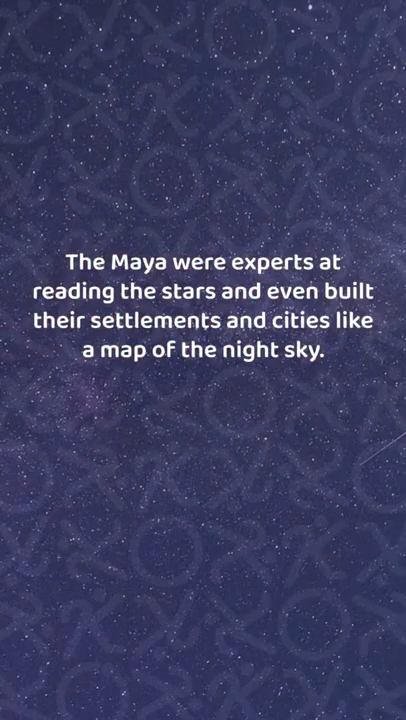 The Maya were experts at
reading the stars and even built
their settlements and cities like
a map of the night sky.